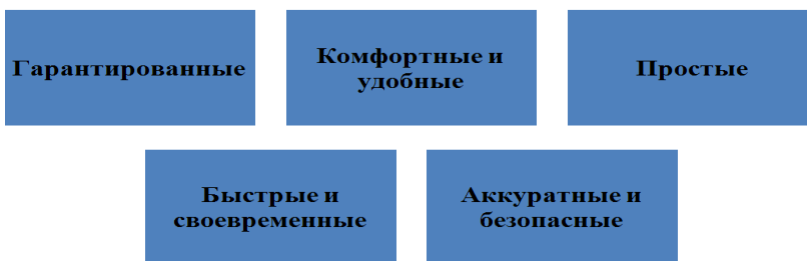 Гарантированные
Комфортные и
удобные
Простые
Быстрые и
своевременные
Аккуратные и
безопасные